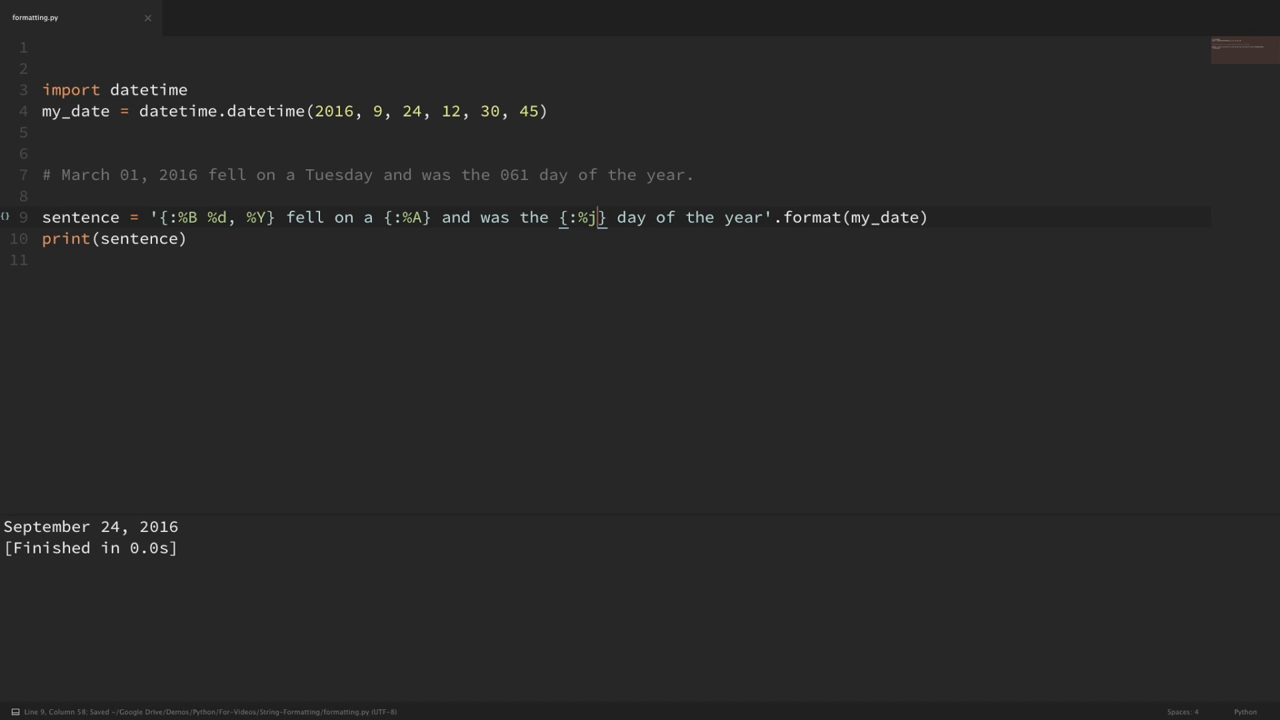 formatting.py ×
1
2
3 import datetime
4 my_date = datetime.datetime(2016, 9, 24, 12, 30, 45)
5
6
7 # March 01, 2016 fell on a Tuesday and was the 061 day of the year.
8
{} 9 sentence = '{:%B %d, %Y} fell on a {:%A} and was the {:%j} day of the year'.format(my_date)
10 print(sentence)
11
September 24, 2016
[Finished in 0.0s]
Line 9, Column 58; Saved ~/Google Drive/Demos/Python/For-Videos/String-Formatting/formatting.py (UTF-8) Spaces: 4 Python